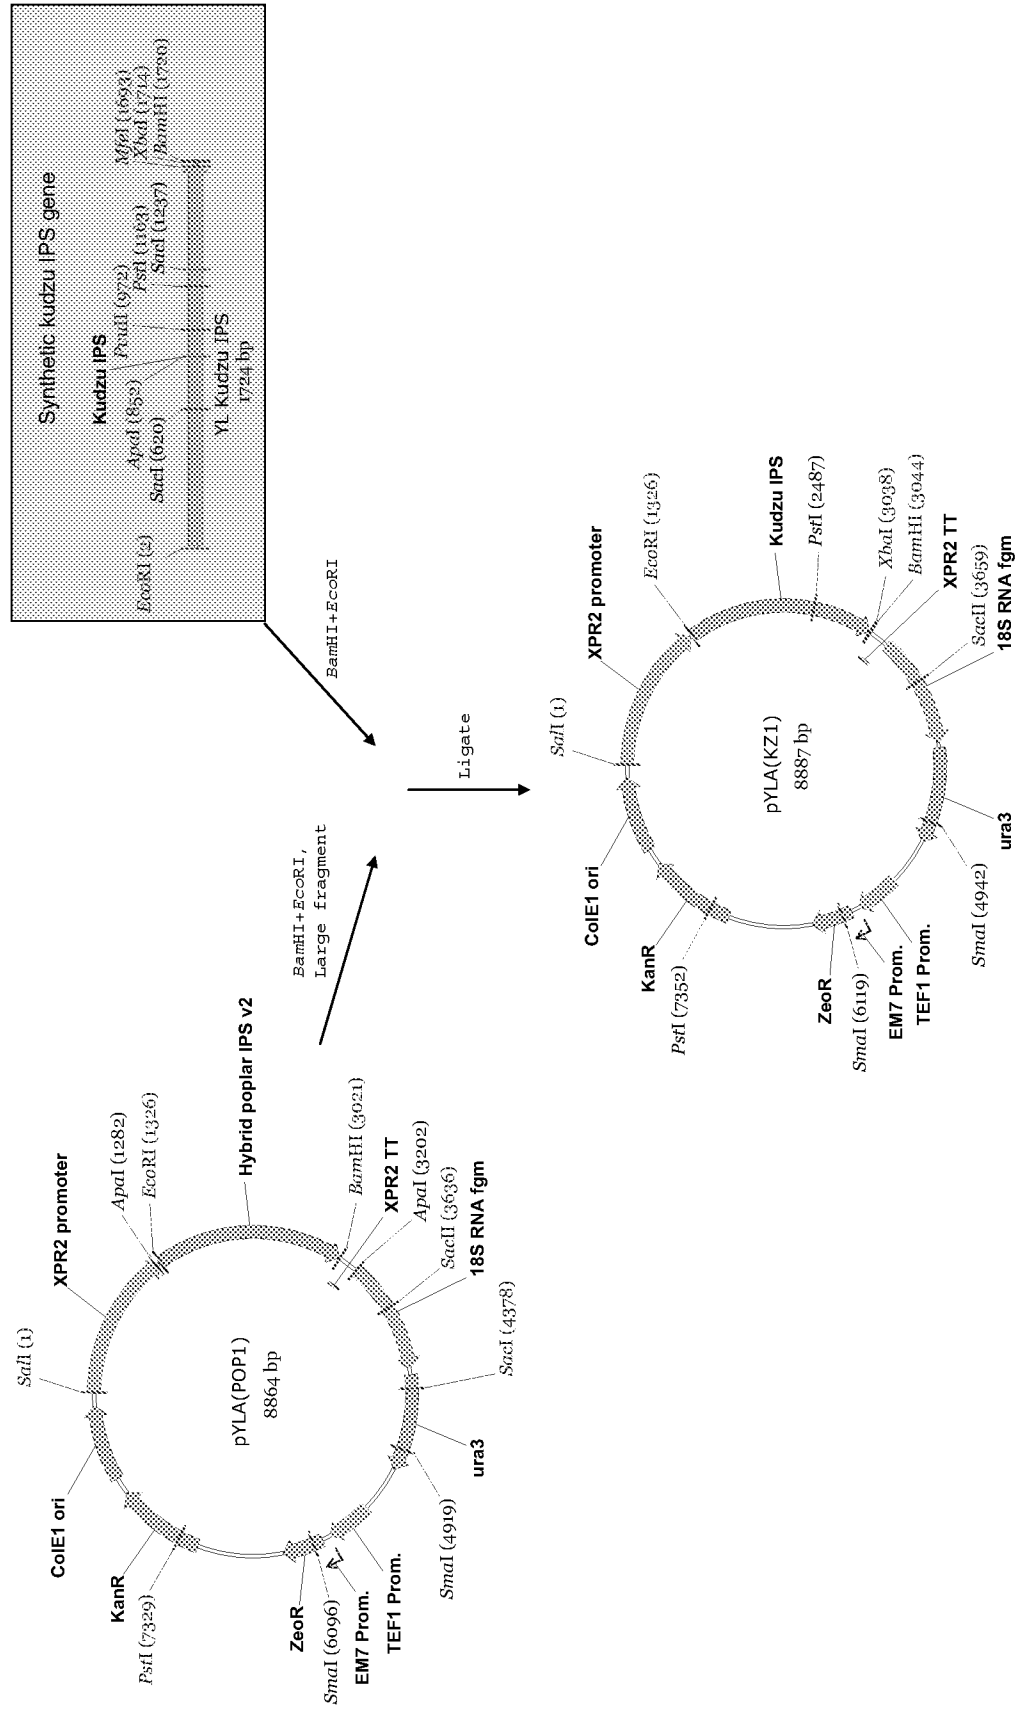 Synthetic kudzu IPS gene
Kudzu IPS
EcoRI (2)
SacI (620)
ApaI (852)
PvuII (972)
PstI (1163)
SacI (1237)
MfeI (1693)
XbaI (1714)
BamHI (1720)
YL Kudzu IPS
1724 bp
BamHI+EcoRI,
Large fragment
BamHI+EcoRI
Ligate
SalI (1)
XPR2 promoter
ApaI (1282)
EcoRI (1326)
Hybrid poplar IPS v2
BamHI (3021)
XPR2 TT
ApaI (3202)
SacII (3636)
18S RNA fgm
SacI (4378)
ura3
SmaI (4919)
TEF1 Prom.
EM7 Prom.
SmaI (6096)
ZeoR
PstI (7329)
KanR
ColE1 ori
pYLA(POP1)
8864 bp
SalI (1)
XPR2 promoter
EcoRI (1326)
Kudzu IPS
PstI (2487)
XbaI (3038)
BamHI (3044)
XPR2 TT
SacII (3659)
18S RNA fgm
ura3
SmaI (4942)
TEF1 Prom.
EM7 Prom.
SmaI (6119)
ZeoR
PstI (7352)
KanR
ColE1 ori
pYLA(KZ1)
8887 bp